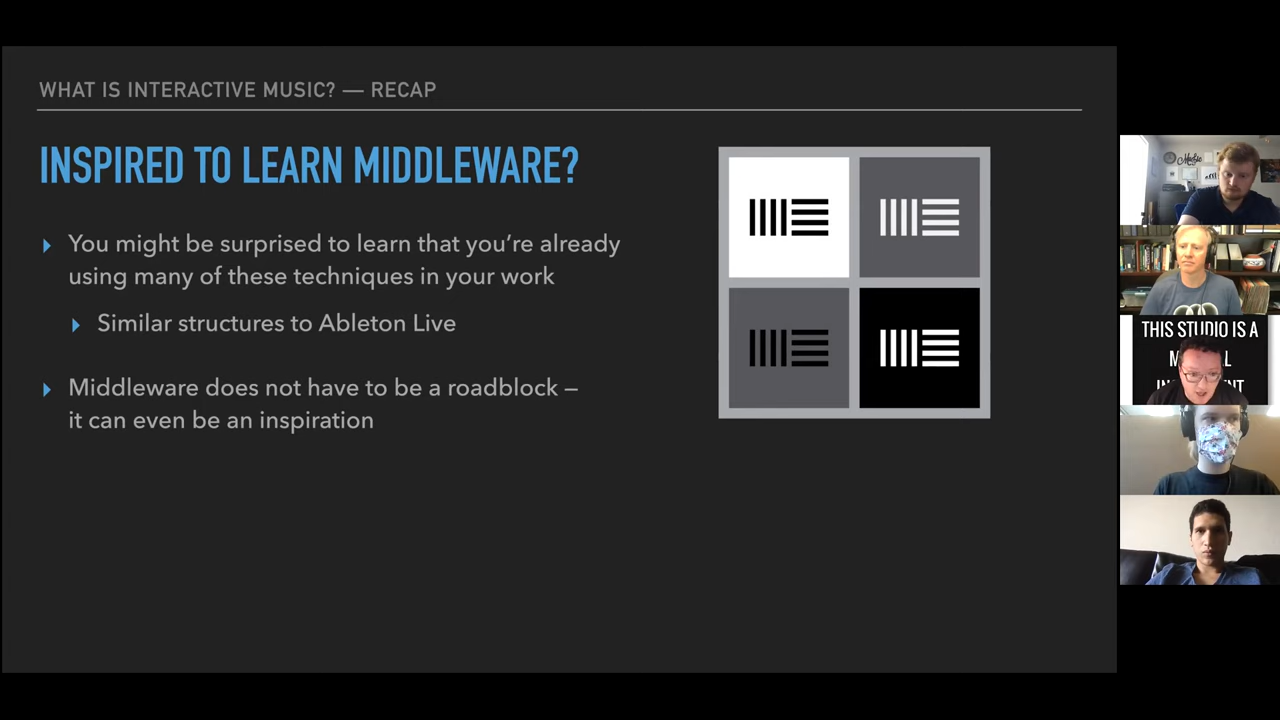 WHAT IS INTERACTIVE MUSIC? — RECAP
INSPIRED TO LEARN MIDDLEWARE?
You might be surprised to learn that you're already
using many of these techniques in your work
Similar structures to Ableton Live
Middleware does not have to be a roadblock —
it can even be an inspiration
Music
THIS STUDIO IS A